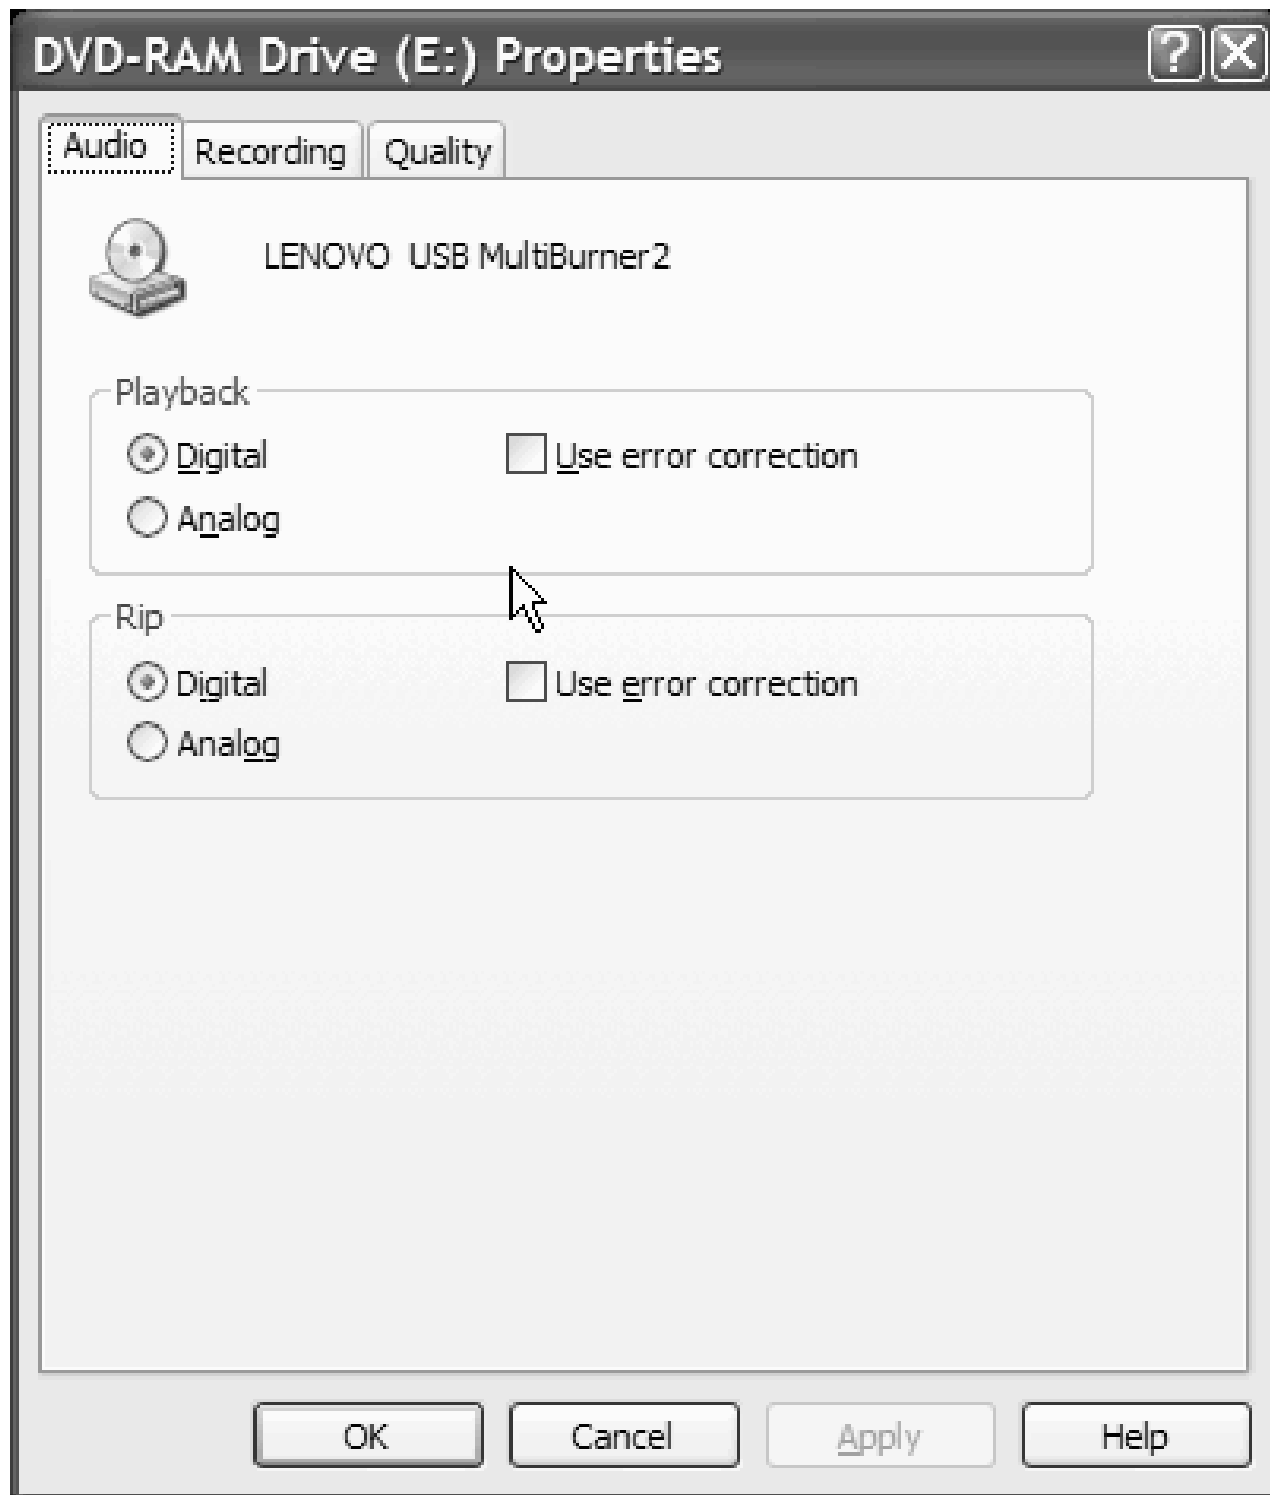 DVD-RAM Drive (E:) Properties
Audio Recording Quality
LENOVO USB MultiBurner2
Playback
Digital Use error correction
Analog
Rip
Digital Use error correction
Analog
OK Cancel Apply Help